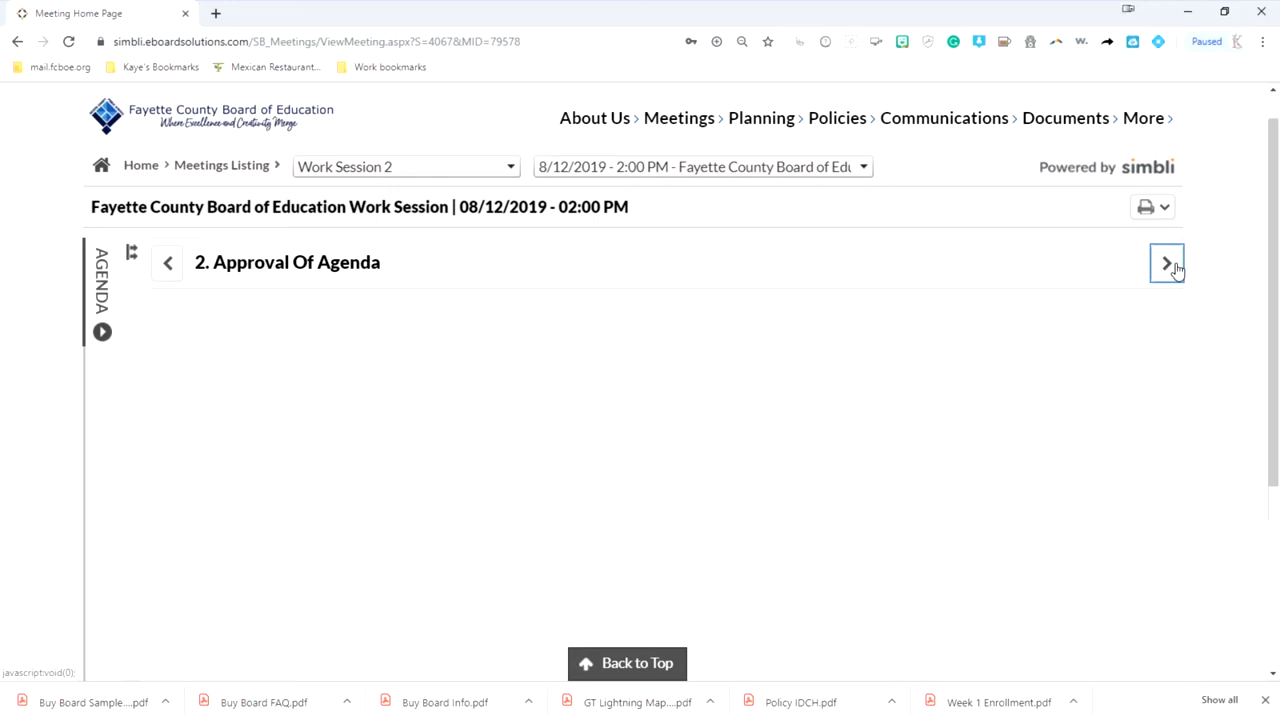 Meeting Home Page
simbli.eboardsolutions.com/SB_Meetings/ViewMeeting.aspx?S=4067&MID=79578
Paused
mail.fcboe.org Kaye's Bookmarks Mexican Restaurant... Work bookmarks
Fayette County Board of Education
Where Excellence and Creativity Merge
About Us Meetings Planning Policies Communications Documents More
Home Meetings Listing Work Session 2 8/12/2019 - 2:00 PM - Fayette County Board of Edu Powered by simbli
Fayette County Board of Education Work Session | 08/12/2019 - 02:00 PM
AGENDA
2. Approval Of Agenda
Back to Top
javascript:void(0);
Buy Board Sample....pdf Buy Board FAQ.pdf Buy Board Info.pdf GT Lightning Map....pdf Policy IDCH.pdf Week 1 Enrollment.pdf Show all